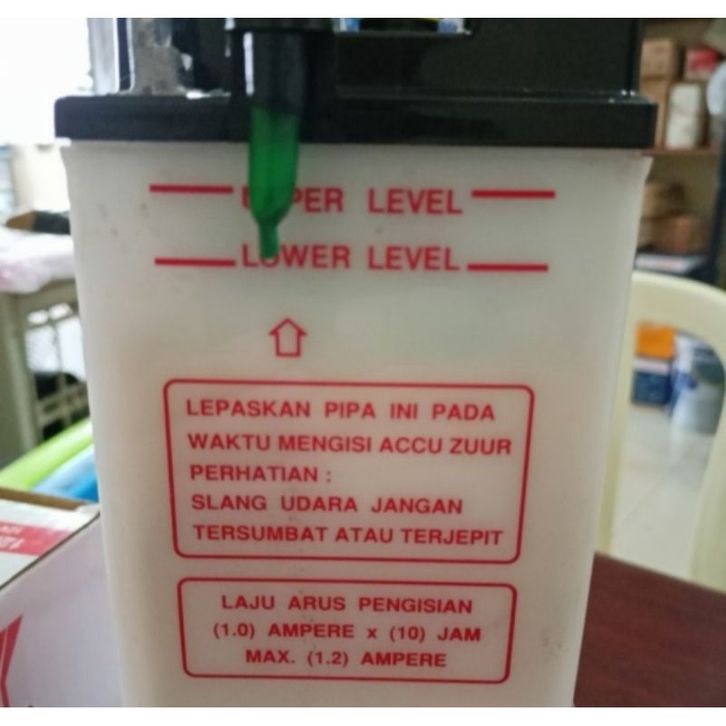 UPPER LEVEL
LOWER LEVEL
LEPASKAN PIPA INI PADA
WAKTU MENGISI ACCU ZUUR
PERHATIAN :
SLANG UDARA JANGAN
TERSUMBAT ATAU TERJEPIT
LAJU ARUS PENGISIAN
(1.0) AMPERE x (10) JAM
MAX. (1.2) AMPERE